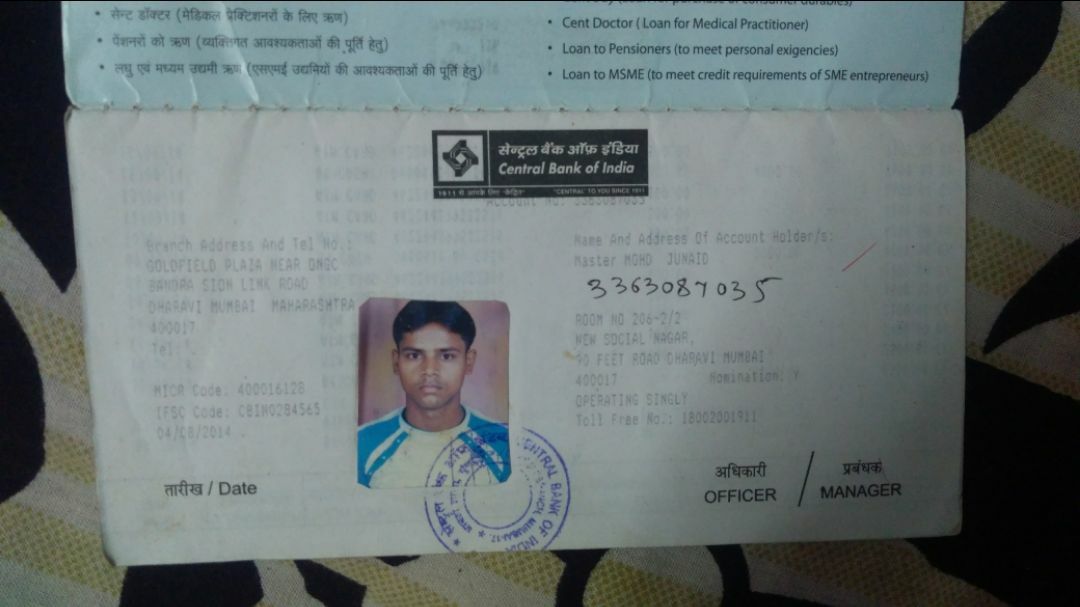 • सेन्ट डॉक्टर (मेडिकल प्रेक्टिशनरों के लिए ऋण)
• पेंशनरों को ऋण (व्यक्तिगत आवश्यकताओं की पूर्ति हेतु)
• लघु एवं मध्यम उद्यमी ऋण (एसएमई उद्यमियों की आवश्यकताओं की पूर्ति हेतु)
• Cent Doctor ( Loan for Medical Practitioner)
• Loan to Pensioners (to meet personal exigencies)
• Loan to MSME (to meet credit requirements of SME entrepreneurs)
सेन्ट्रल बैंक ऑफ़ इंडिया
Central Bank of India
1911 से आपके लिए "केंद्रित" "CENTRAL" TO YOU SINCE 1911
Account No: 3363087035
Branch Address And Tel No.:
GOLDFIELD PLAZA NEAR ONGC
BANDRA SION LINK ROAD
DHARAVI MUMBAI MAHARASHTRA
400017
Tel:
MICR Code: 400016128
IFSC Code: CBIN0284565
04/08/2014
तारीख / Date
Name And Address Of Account Holder/s:
Master MOHD JUNAID
3363087035
ROOM NO 206-2/2
NEW SOCIAL NAGAR,
90 FEET ROAD DHARAVI MUMBAI
400017 Nomination: Y
OPERATING SINGLY
Toll Free No.: 18002001911
अधिकारी / प्रबंधक
OFFICER / MANAGER
CENTRAL BANK OF INDIA